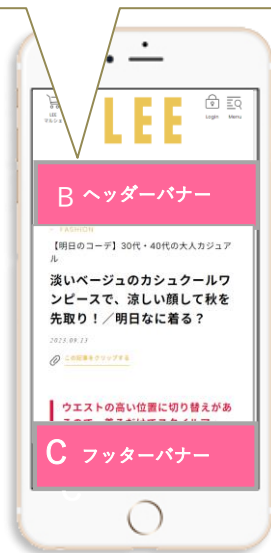 LEE
LEE
マルシェ
Login
Menu
B ヘッダーバナー
FASHION
【明日のコーデ】30代・40代の大人カジュア
ル
淡いベージュのカシュクールワ
ンピースで、涼しい顔して秋を
先取り！／明日なに着る？
2023.09.13
この記事をクリップする
ウエストの高い位置に切り替えがあ
C フッターバナー